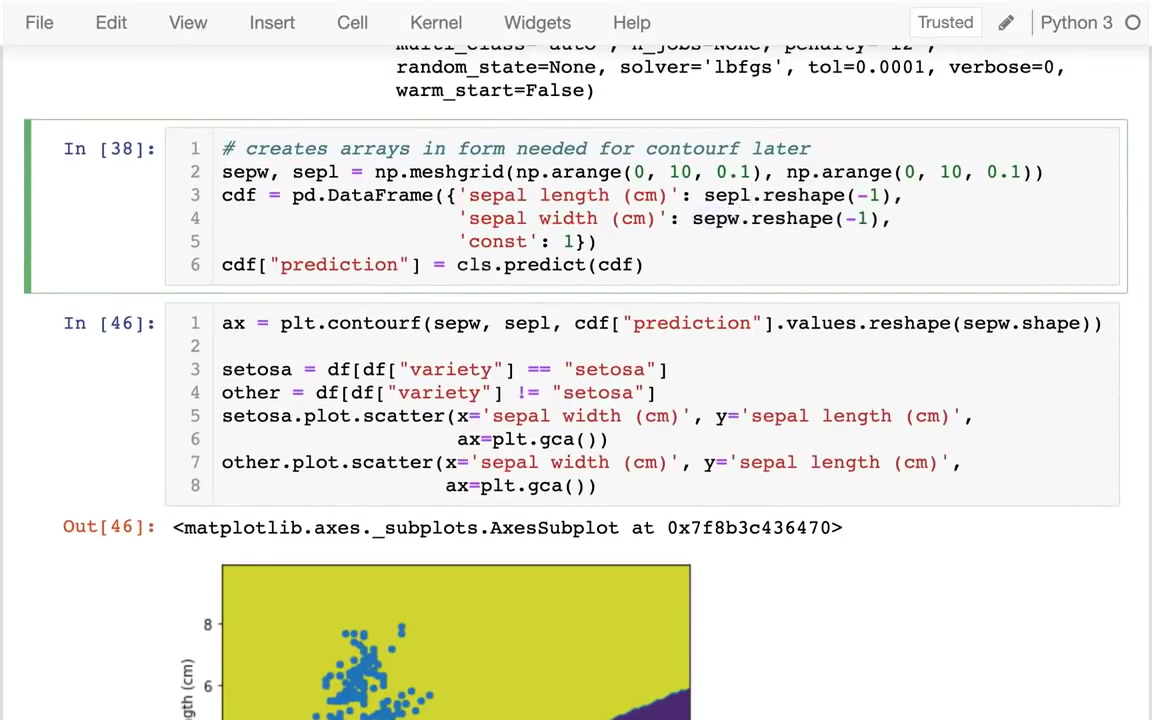 File Edit View Insert Cell Kernel Widgets Help Trusted Python 3
random_state=None, solver='lbfgs', tol=0.0001, verbose=0,
warm_start=False)
In [38]:
1 # creates arrays in form needed for contourf later
2 sepw, sepl = np.meshgrid(np.arange(0, 10, 0.1), np.arange(0, 10, 0.1))
3 cdf = pd.DataFrame({'sepal length (cm)': sepl.reshape(-1),
4 'sepal width (cm)': sepw.reshape(-1),
5 'const': 1})
6 cdf["prediction"] = cls.predict(cdf)
In [46]:
1 ax = plt.contourf(sepw, sepl, cdf["prediction"].values.reshape(sepw.shape))
2
3 setosa = df[df["variety"] == "setosa"]
4 other = df[df["variety"] != "setosa"]
5 setosa.plot.scatter(x='sepal width (cm)', y='sepal length (cm)',
6 ax=plt.gca())
7 other.plot.scatter(x='sepal width (cm)', y='sepal length (cm)',
8 ax=plt.gca())
Out[46]: <matplotlib.axes._subplots.AxesSubplot at 0x7f8b3c436470>
8
6
(cm)